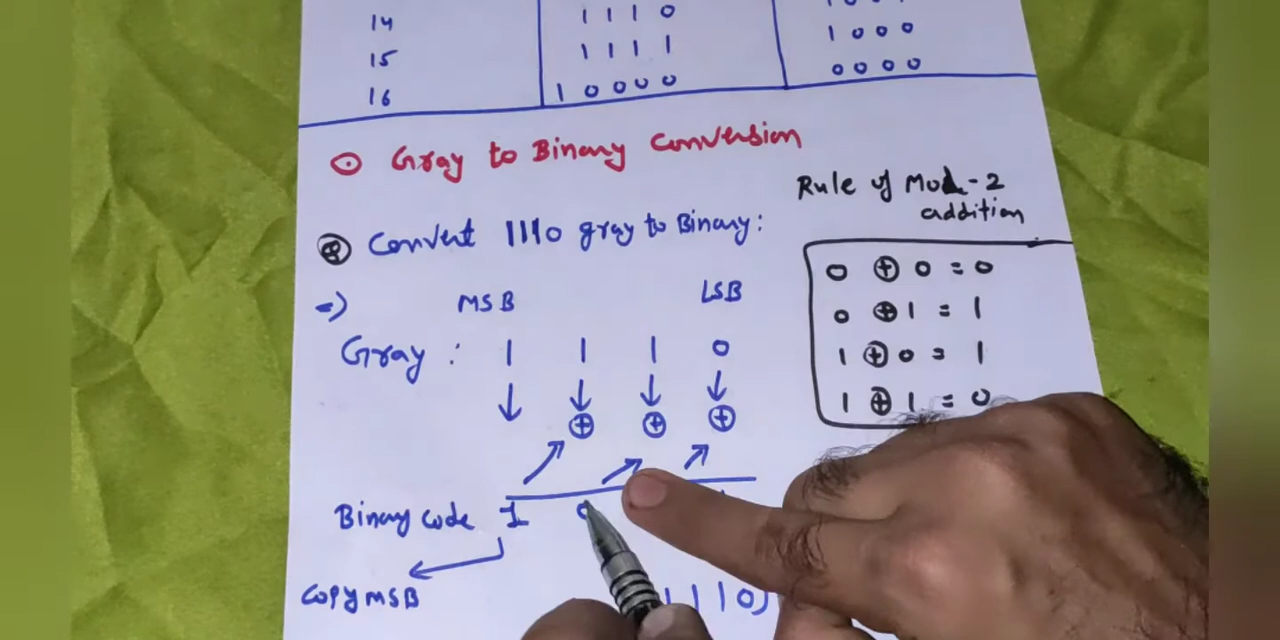 14 1110
15 1111 1000
16 10000 0000
Gray to Binary Conversion
Rule of Mod-2 addition
Convert 1110 gray to Binary:
0 ⊕ 0 = 0
0 ⊕ 1 = 1
1 ⊕ 0 = 1
1 ⊕ 1 = 0
=> MSB LSB
Gray : 1 1 1 0
⊕ ⊕ ⊕
Binary Code 1 0
Copy MSB
1110)